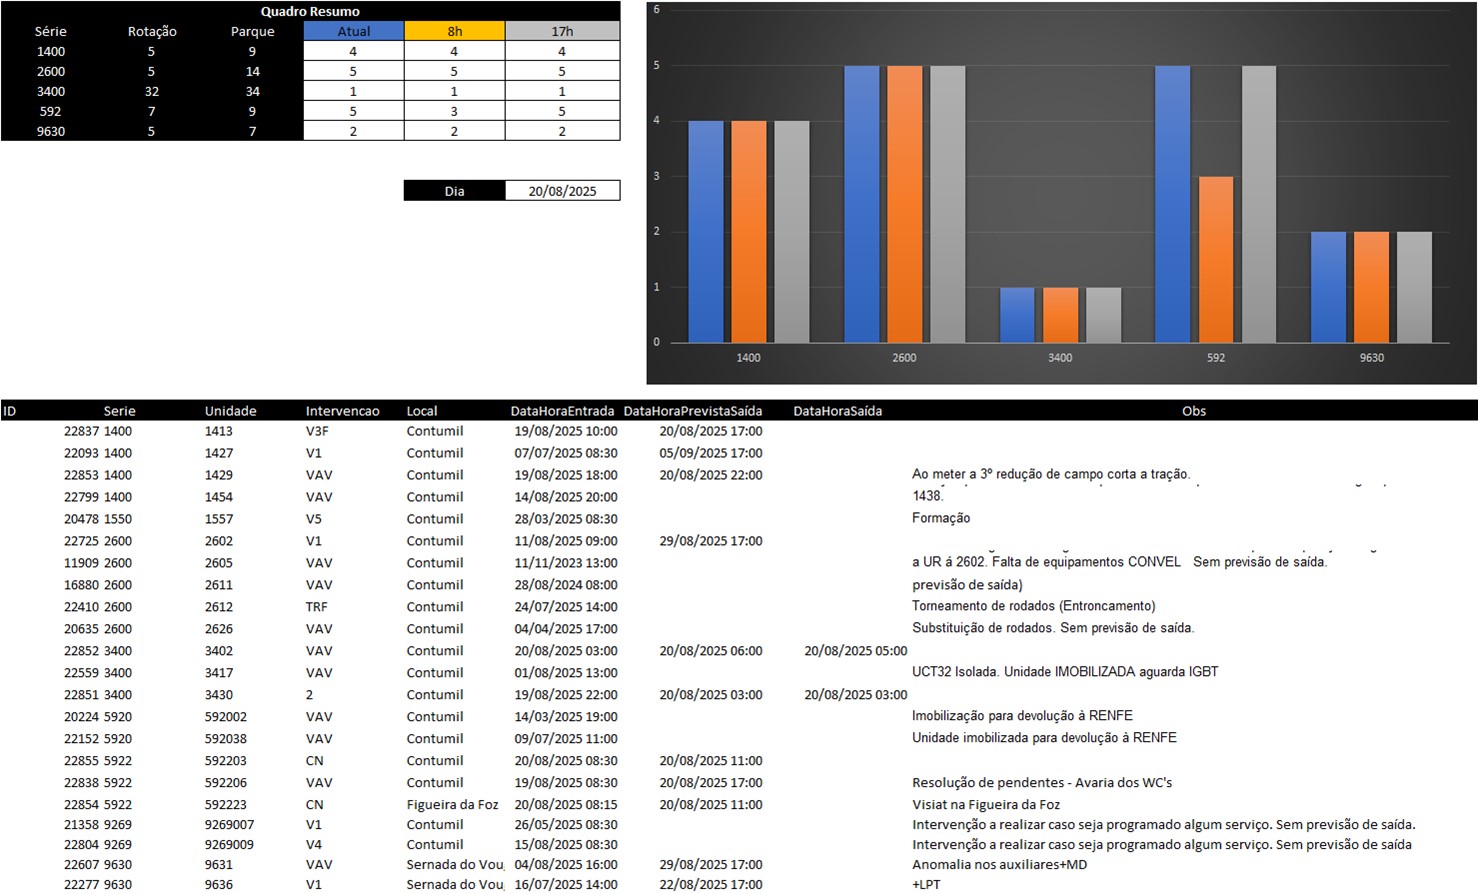 Quadro Resumo
Série Rotação Parque Atual 8h 17h
1400 5 9 4 4 4
2600 5 14 5 5 5
3400 32 34 1 1 1
592 7 9 5 3 5
9630 5 7 2 2 2
Dia 20/08/2025
6
5
4
3
2
1
0
1400 2600 3400 592 9630
ID Serie Unidade Intervencao Local DataHoraEntrada DataHoraPrevistaSaída DataHoraSaída Obs
22837 1400 1413 V3F Contumil 19/08/2025 10:00 20/08/2025 17:00
22093 1400 1427 V1 Contumil 07/07/2025 08:30 05/09/2025 17:00
22853 1400 1429 VAV Contumil 19/08/2025 18:00 20/08/2025 22:00 Ao meter a 3º redução de campo corta a tração.
22799 1400 1454 VAV Contumil 14/08/2025 20:00 1438.
20478 1550 1557 V5 Contumil 28/03/2025 08:30 Formação
22725 2600 2602 V1 Contumil 11/08/2025 09:00 29/08/2025 17:00
11909 2600 2605 VAV Contumil 11/11/2023 13:00 a UR á 2602. Falta de equipamentos CONVEL Sem previsão de saída.
16880 2600 2611 VAV Contumil 28/08/2024 08:00 previsão de saída)
22410 2600 2612 TRF Contumil 24/07/2025 14:00 Torneamento de rodados (Entroncamento)
20635 2600 2626 VAV Contumil 04/04/2025 17:00 Substituição de rodados. Sem previsão de saída.
22852 3400 3402 VAV Contumil 20/08/2025 03:00 20/08/2025 06:00 20/08/2025 05:00
22559 3400 3417 VAV Contumil 01/08/2025 13:00 UCT32 Isolada. Unidade IMOBILIZADA aguarda IGBT
22851 3400 3430 2 Contumil 19/08/2025 22:00 20/08/2025 03:00 20/08/2025 03:00
20224 5920 592002 VAV Contumil 14/03/2025 19:00 Imobilização para devolução à RENFE
22152 5920 592038 VAV Contumil 09/07/2025 11:00 Unidade imobilizada para devolução à RENFE
22855 5922 592203 CN Contumil 20/08/2025 08:30 20/08/2025 11:00
22838 5922 592206 VAV Contumil 19/08/2025 08:30 20/08/2025 17:00 Resolução de pendentes - Avaria dos WC's
22854 5922 592223 CN Figueira da Foz 20/08/2025 08:15 20/08/2025 11:00 Visiat na Figueira da Foz
21358 9269 9269007 V1 Contumil 26/05/2025 08:30 Intervenção a realizar caso seja programado algum serviço. Sem previsão de saída.
22804 9269 9269009 V4 Contumil 15/08/2025 08:30 Intervenção a realizar caso seja programado algum serviço. Sem previsão de saída
22607 9630 9631 VAV Sernada do Vou 04/08/2025 16:00 29/08/2025 17:00 Anomalia nos auxiliares+MD
22277 9630 9636 V1 Sernada do Vou 16/07/2025 14:00 22/08/2025 17:00 +LPT